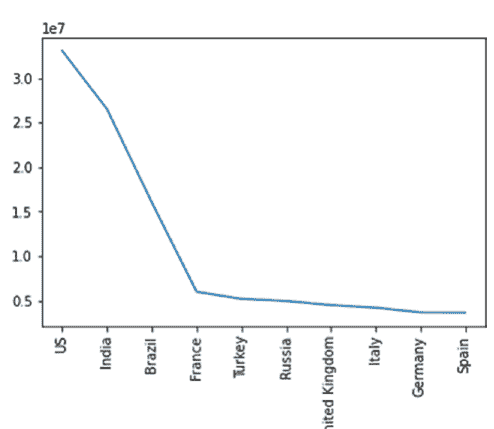 1e7
3.0
2.5
2.0
1.5
1.0
0.5
US
India
Brazil
France
Turkey
Russia
nited Kingdom
Italy
Germany
Spain